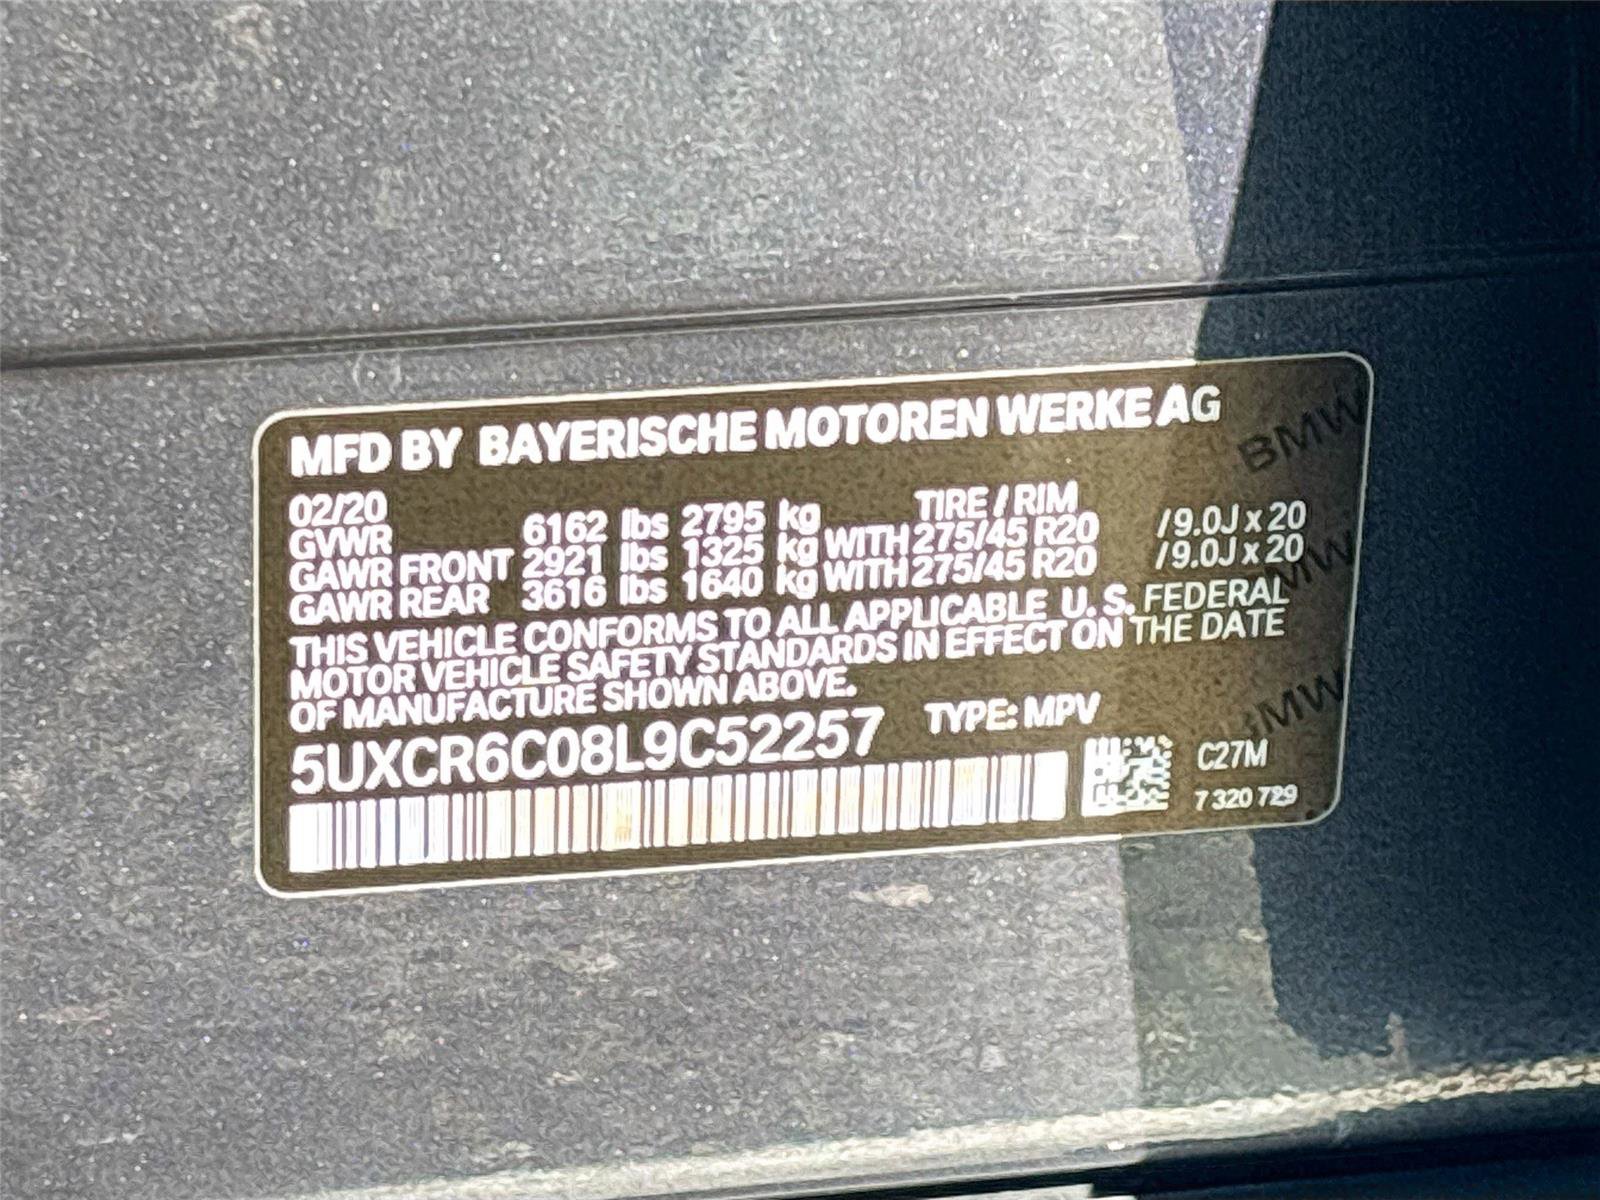 MFD BY BAYERISCHE MOTOREN WERKE AG
BMW
02/20 TIRE / RIM
GVWR 6162 lbs 2795 kg
GAWR FRONT 2921 lbs 1325 kg WITH 275/45 R20 /9.0J x 20
GAWR REAR 3616 lbs 1640 kg WITH 275/45 R20 /9.0J x 20
BMW
THIS VEHICLE CONFORMS TO ALL APPLICABLE U. S. FEDERAL
MOTOR VEHICLE SAFETY STANDARDS IN EFFECT ON THE DATE
OF MANUFACTURE SHOWN ABOVE.
BMW
5UXCR6C08L9C52257 TYPE: MPV
C27M
7 320 729